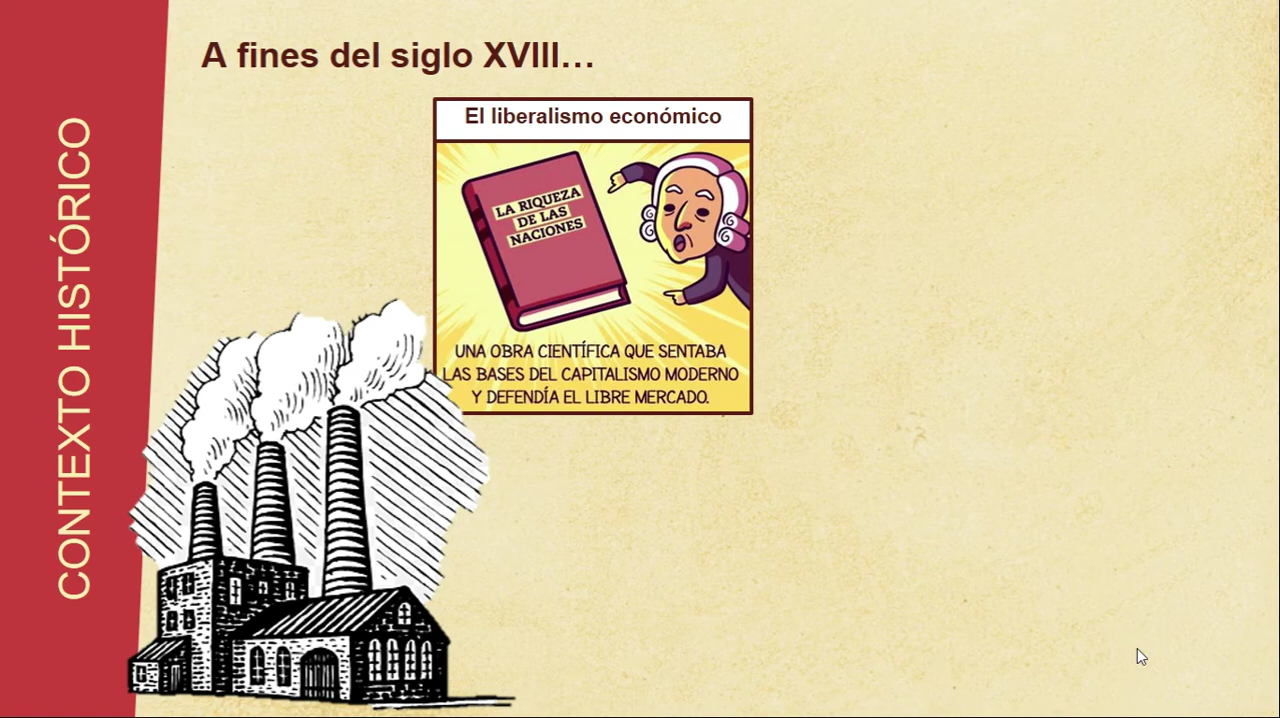 CONTEXTO HISTÓRICO
A fines del siglo XVIII...
El liberalismo económico
LA RIQUEZA
DE LAS
NACIONES
UNA OBRA CIENTÍFICA QUE SENTABA
LAS BASES DEL CAPITALISMO MODERNO
Y DEFENDÍA EL LIBRE MERCADO.